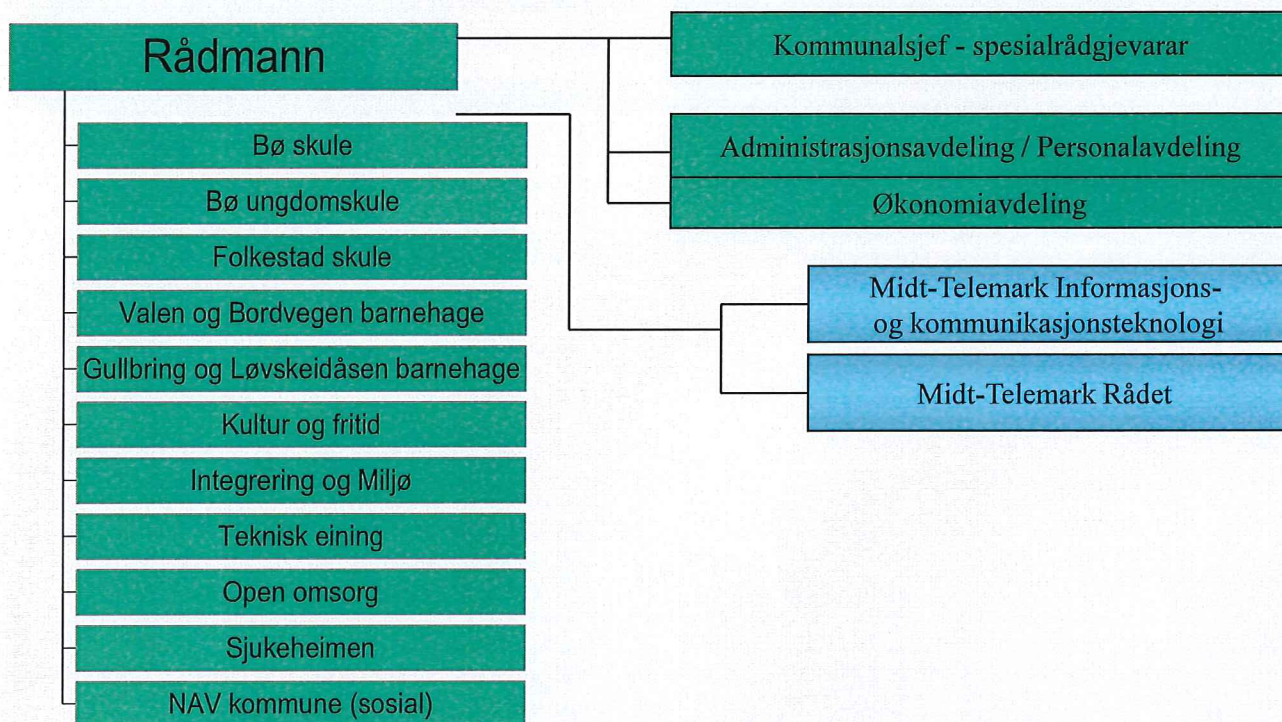 Rådmann
Bø skule
Bø ungdomskule
Folkestad skule
Valen og Bordvegen barnehage
Gullbring og Løvskeidåsen barnehage
Kultur og fritid
Integrering og Miljø
Teknisk eining
Open omsorg
Sjukeheimen
NAV kommune (sosial)
Kommunalsjef - spesialrådgjevarar
Administrasjonsavdeling / Personalavdeling
Økonomiavdeling
Midt-Telemark Informasjons-
og kommunikasjonsteknologi
Midt-Telemark Rådet